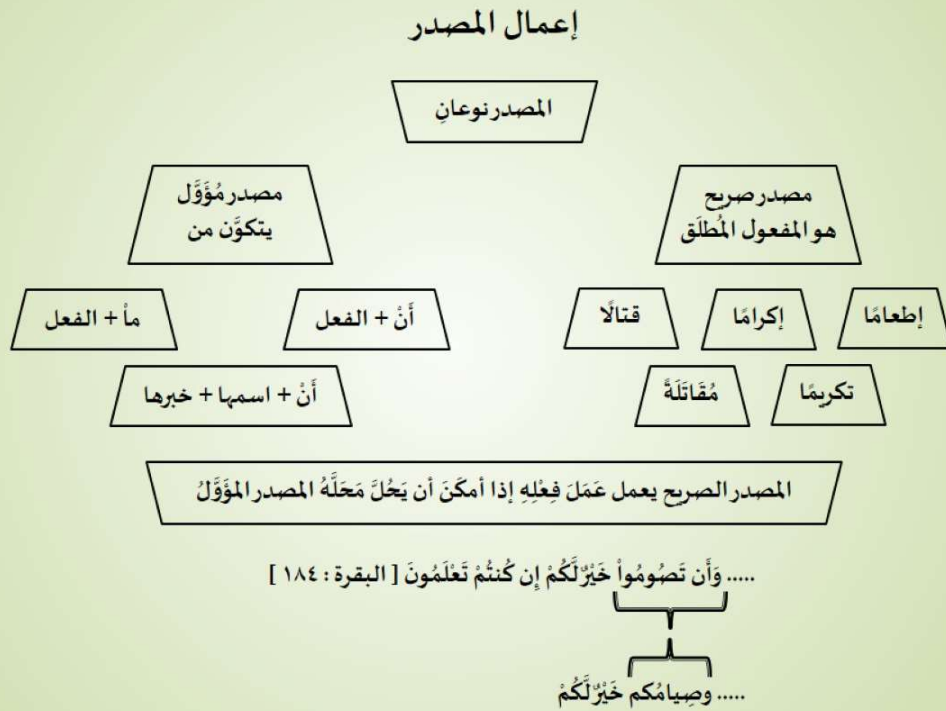 إعمال المصدر
المصدر نوعانِ
مصدر صريح
هو المفعول المُطلَق
مصدر مُؤَوَّل
يتكوَّن من
إطعامًا
إكرامًا
قتالًا
أَنْ + الفعل
ماْ + الفعل
تكريمًا
مُقَاتَلَةً
أَنْ + اسمها + خبرها
المصدر الصريح يعمل عَمَلَ فِعْلِهِ إذا أمكَنَ أن يَحُلَّ مَحَلَّهُ المصدر المؤَوَّلُ
..... وَأَن تَصُومُواْ خَيْرٌ لَّكُمْ إِن كُنتُمْ تَعْلَمُونَ [ البقرة : ١٨٤ ]
..... وصِيامُكم خَيْرٌ لَّكُمْ